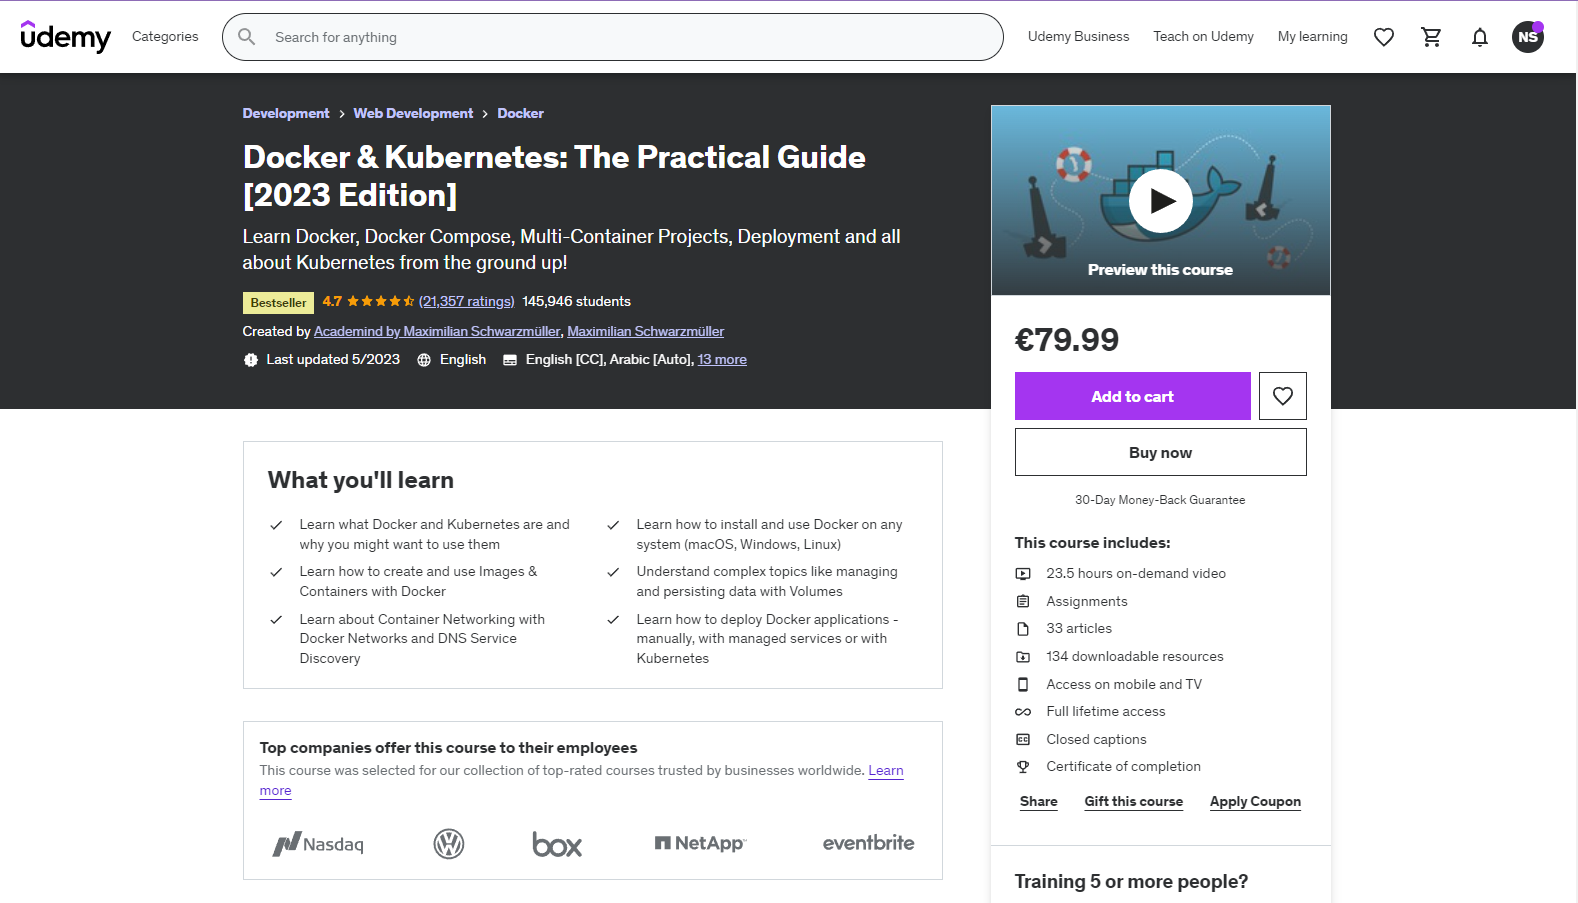 udemy
Categories
Search for anything
Udemy Business
Teach on Udemy
My learning
NS
Development > Web Development > Docker
Docker & Kubernetes: The Practical Guide
[2023 Edition]
Learn Docker, Docker Compose, Multi-Container Projects, Deployment and all
about Kubernetes from the ground up!
Bestseller 4.7 (21,357 ratings) 145,946 students
Created by Academind by Maximilian Schwarzmüller, Maximilian Schwarzmüller
Last updated 5/2023 English English [CC], Arabic [Auto], 13 more
Preview this course
€79.99
Add to cart
Buy now
30-Day Money-Back Guarantee
This course includes:
23.5 hours on-demand video
Assignments
33 articles
134 downloadable resources
Access on mobile and TV
Full lifetime access
Closed captions
Certificate of completion
Share Gift this course Apply Coupon
Training 5 or more people?
What you'll learn
Learn what Docker and Kubernetes are and
why you might want to use them
Learn how to create and use Images &
Containers with Docker
Learn about Container Networking with
Docker Networks and DNS Service
Discovery
Learn how to install and use Docker on any
system (macOS, Windows, Linux)
Understand complex topics like managing
and persisting data with Volumes
Learn how to deploy Docker applications -
manually, with managed services or with
Kubernetes
Top companies offer this course to their employees
This course was selected for our collection of top-rated courses trusted by businesses worldwide. Learn
more
Nasdaq
box
NetApp™
eventbrite